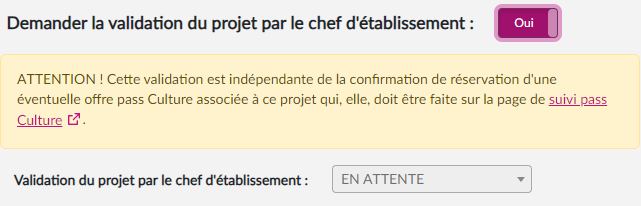 Demander la validation du projet par le chef d'établissement : Oui
ATTENTION ! Cette validation est indépendante de la confirmation de réservation d'une
éventuelle offre pass Culture associée à ce projet qui, elle, doit être faite sur la page de suivi pass
Culture .
Validation du projet par le chef d'établissement : EN ATTENTE